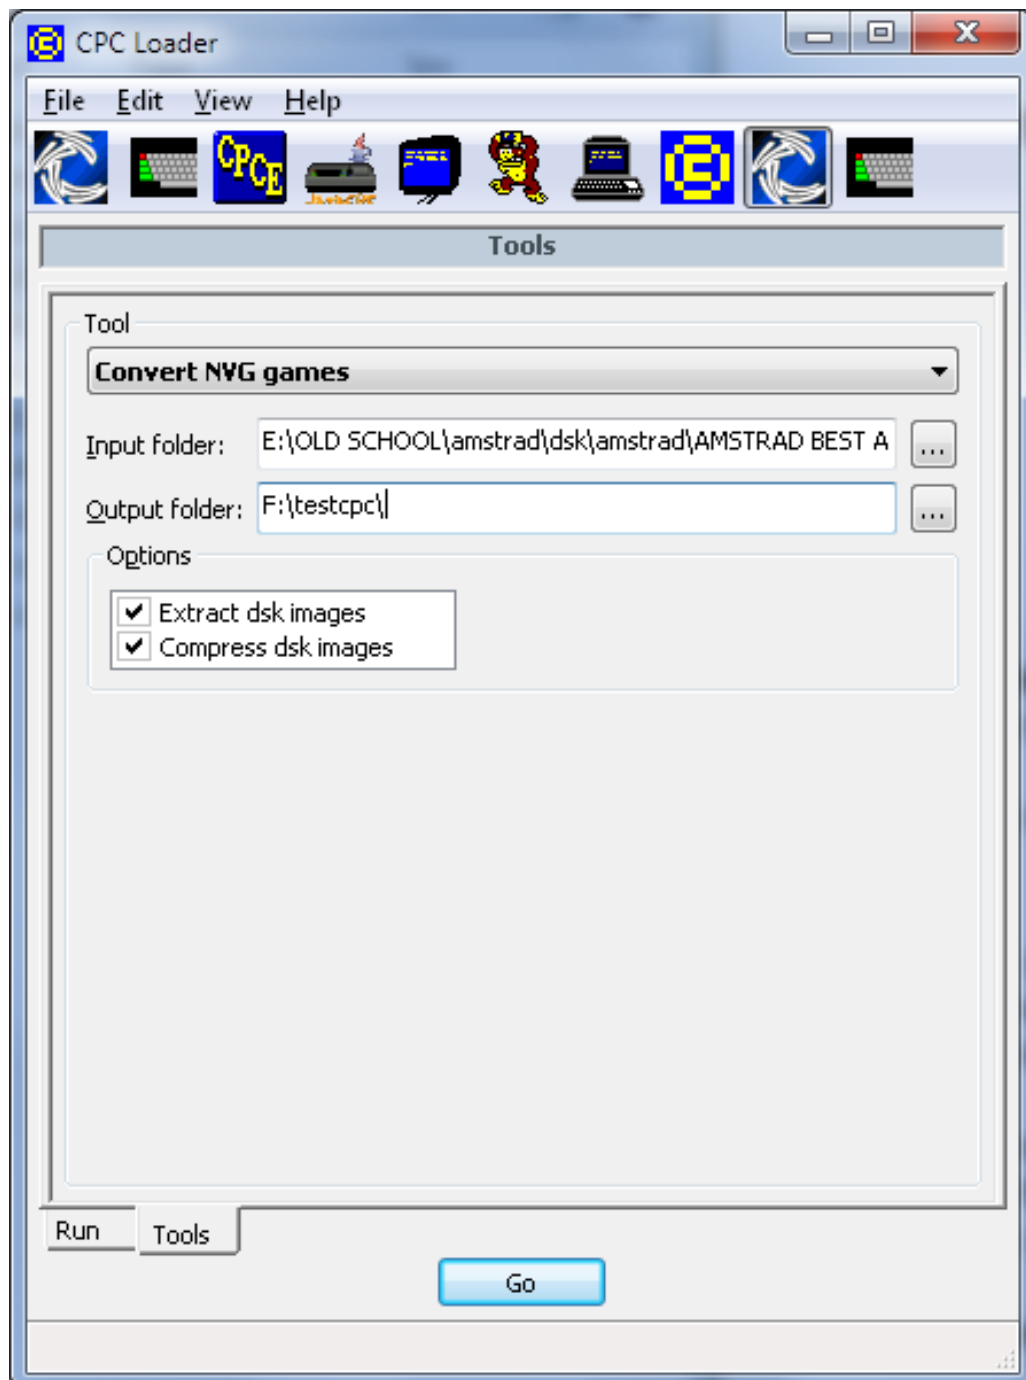 CPC Loader
File Edit View Help
CPCE
Tools
Tool
Convert NVG games
Input folder: E:\OLD SCHOOL\amstrad\dsk\amstrad\AMSTRAD BEST A ...
Output folder: F:\testcpc\ ...
Options
Extract dsk images
Compress dsk images
Run Tools
Go